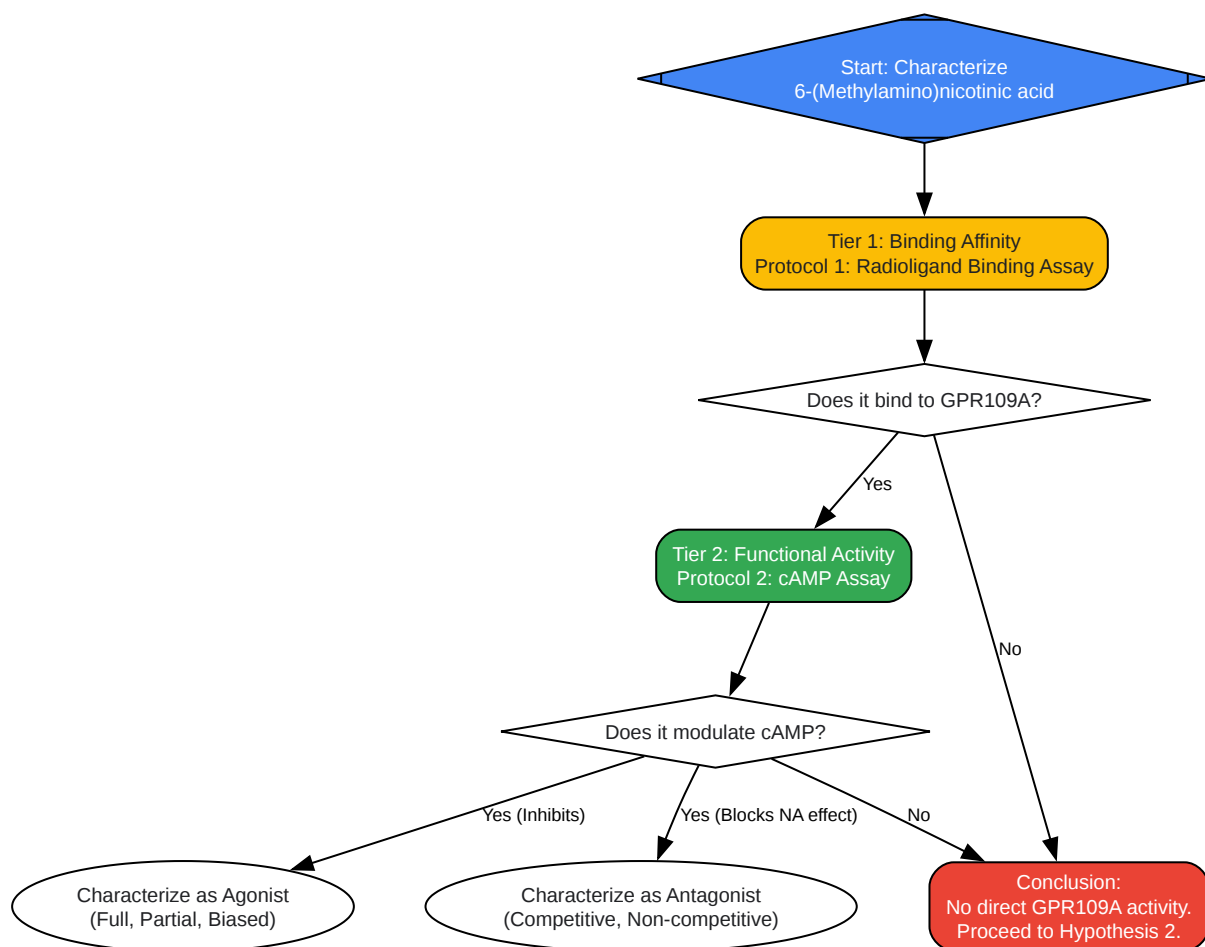 Start: Characterize
6-(Methylamino)nicotinic acid
Tier 1: Binding Affinity
Protocol 1: Radioligand Binding Assay
Does it bind to GPR109A?
Yes
Tier 2: Functional Activity
Protocol 2: cAMP Assay
No
Does it modulate cAMP?
Yes (Inhibits)
Yes (Blocks NA effect)
No
Characterize as Agonist
(Full, Partial, Biased)
Characterize as Antagonist
(Competitive, Non-competitive)
Conclusion:
No direct GPR109A activity.
Proceed to Hypothesis 2.